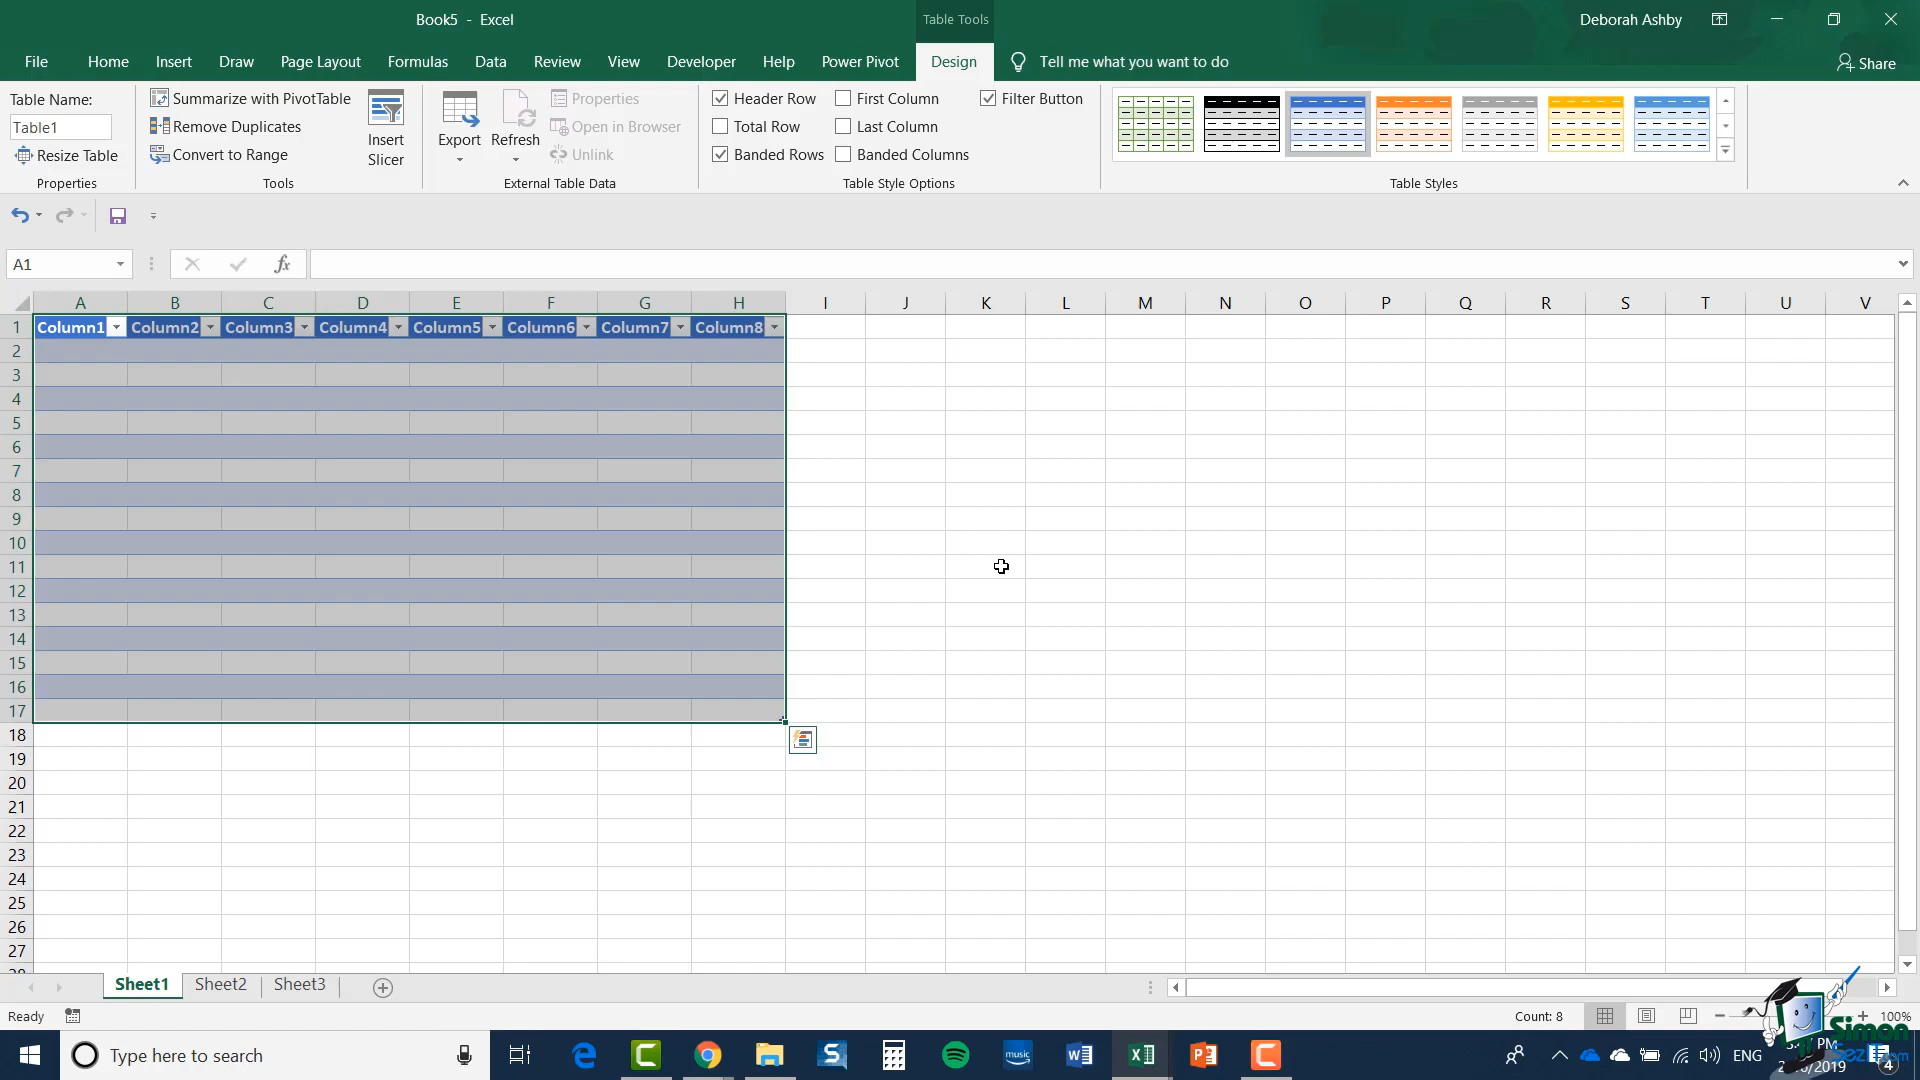 Book5 - Excel
Table Tools
Deborah Ashby
File Home Insert Draw Page Layout Formulas Data Review View Developer Help Power Pivot Design Tell me what you want to do Share
Table Name:
Table1
Resize Table
Properties
Summarize with PivotTable
Remove Duplicates
Convert to Range
Insert
Slicer
Tools
Export
Refresh
Properties
Open in Browser
Unlink
External Table Data
Header Row First Column Filter Button
Total Row Last Column
Banded Rows Banded Columns
Table Style Options
Table Styles
A1
fx
A B C D E F G H I J K L M N O P Q R S T U V
1 Column1 Column2 Column3 Column4 Column5 Column6 Column7 Column8
2
3
4
5
6
7
8
9
10
11
12
13
14
15
16
17
18
19
20
21
22
23
24
25
26
27
Sheet1 Sheet2 Sheet3
Ready
Count: 8
100%
Type here to search
music
ENG
PM
/2019
4
Simon
Sez